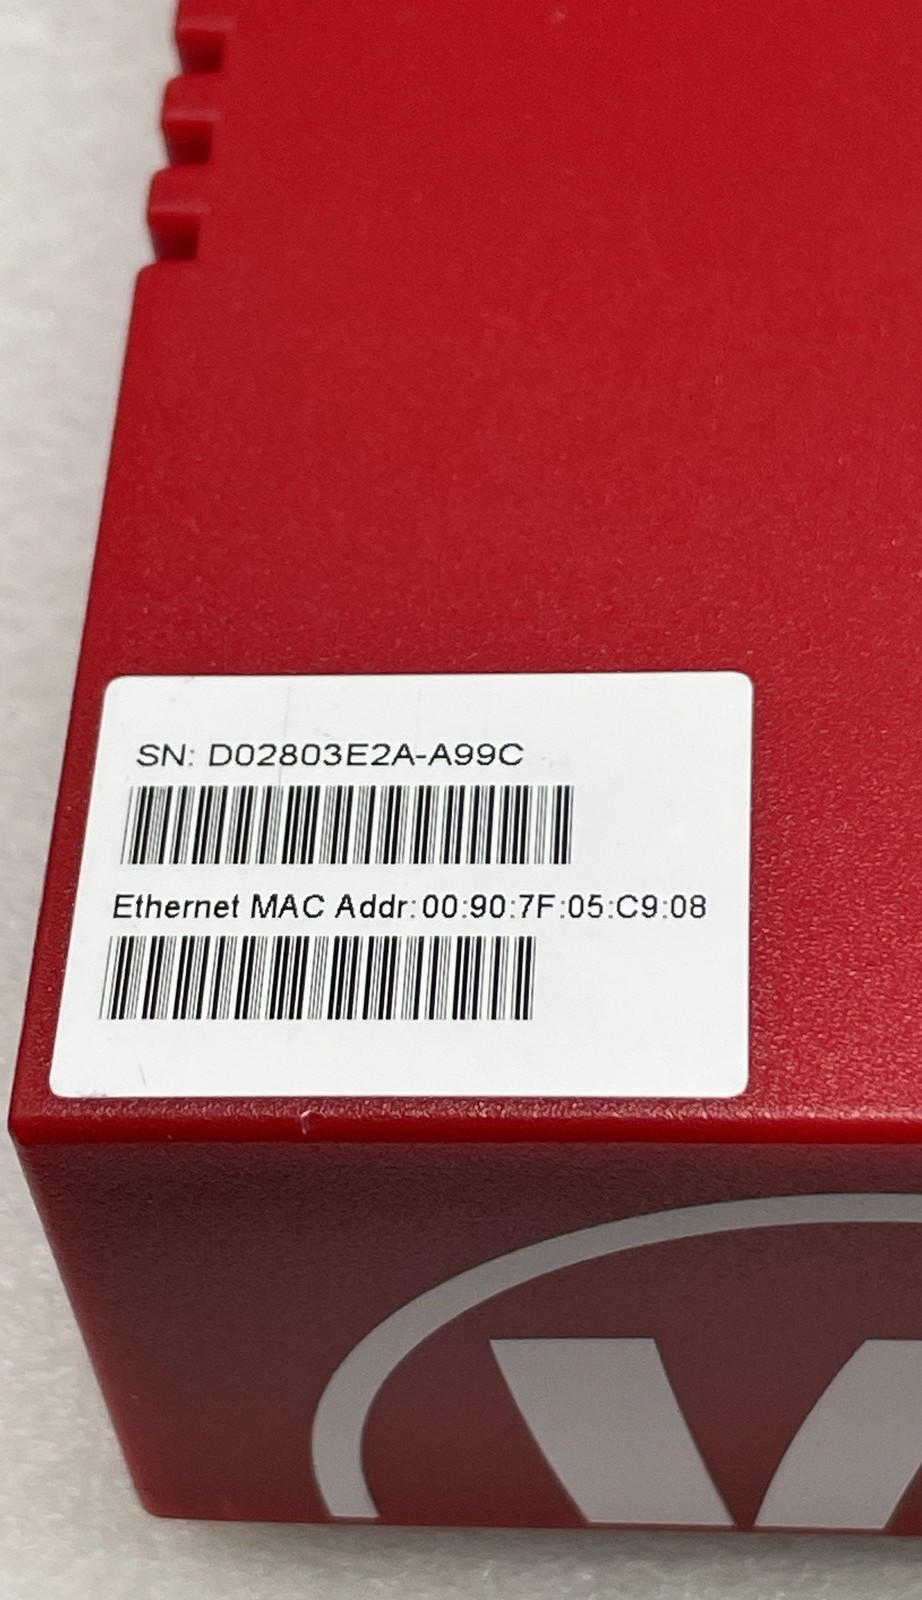 SN: D02803E2A-A99C
Ethernet MAC Addr:00:90:7F:05:C9:08
W